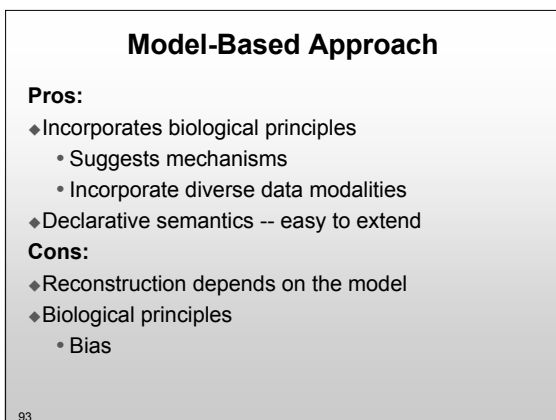 Model-Based Approach
Pros:
◆Incorporates biological principles
• Suggests mechanisms
• Incorporate diverse data modalities
◆Declarative semantics -- easy to extend
Cons:
◆Reconstruction depends on the model
◆Biological principles
• Bias
93